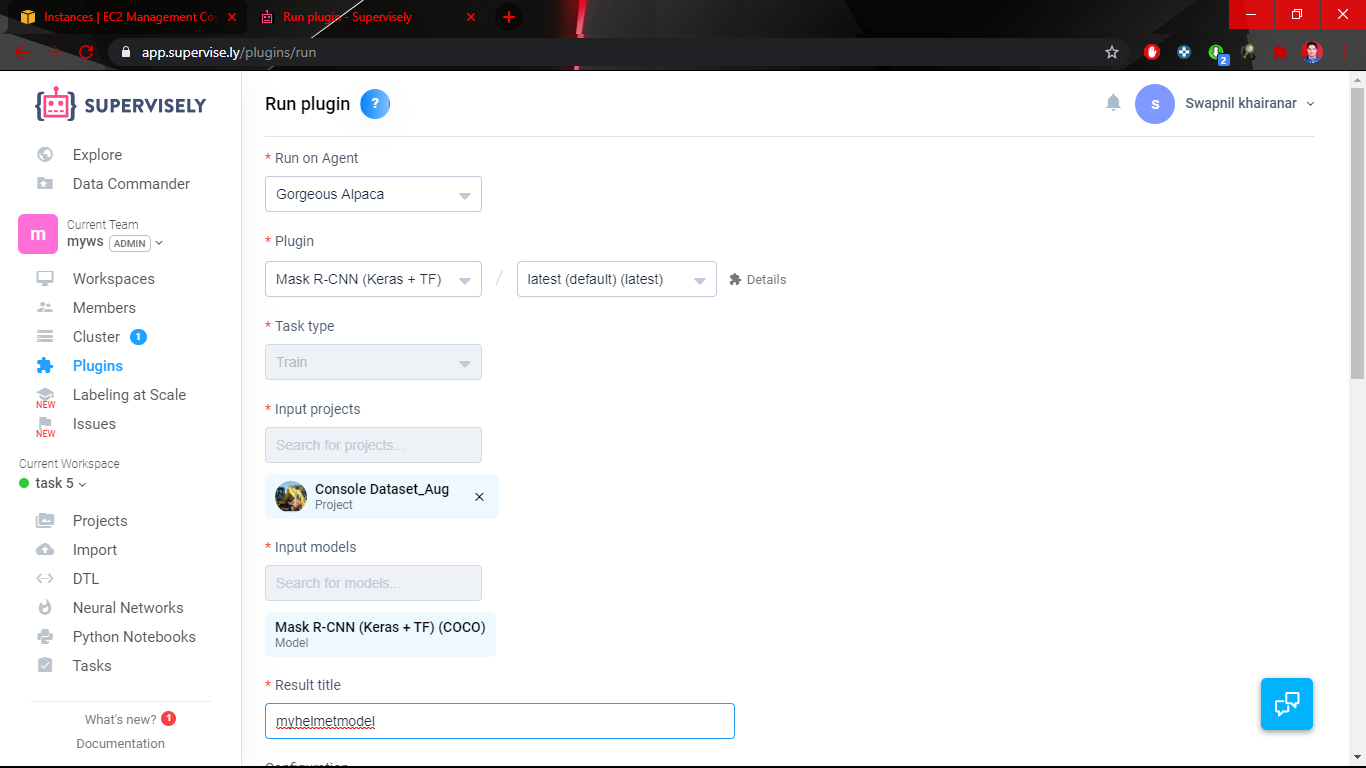 Instances | EC2 Management Co
Run plugin - Supervisely
app.supervise.ly/plugins/run
2
SUPERVISELY
Explore
Data Commander
m
Current Team
myws ADMIN
Workspaces
Members
Cluster 1
Plugins
Labeling at Scale
NEW
Issues
NEW
Current Workspace
task 5
Projects
Import
DTL
Neural Networks
Python Notebooks
Tasks
What's new? 1
Documentation
Run plugin ?
s Swapnil khairanar
* Run on Agent
Gorgeous Alpaca
* Plugin
Mask R-CNN (Keras + TF) / latest (default) (latest) Details
* Task type
Train
* Input projects
Search for projects...
Console Dataset_Aug
Project
* Input models
Search for models...
Mask R-CNN (Keras + TF) (COCO)
Model
* Result title
myhelmetmodel
Configuration